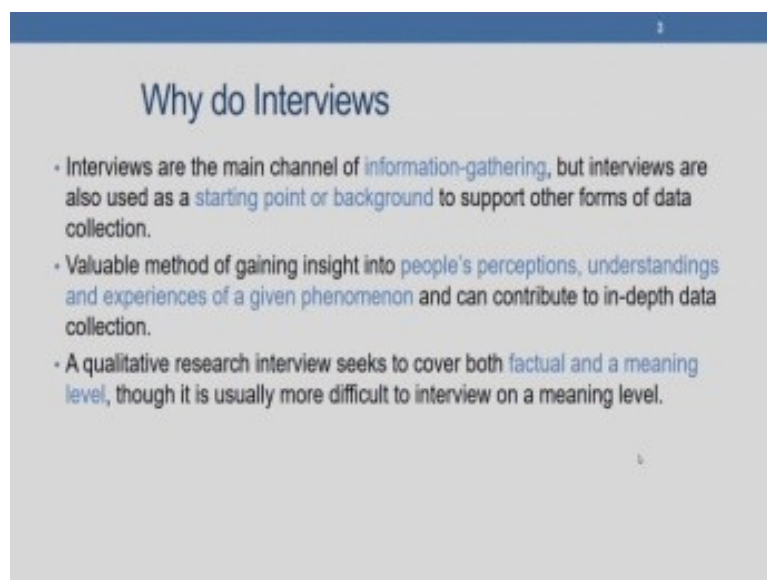 3
Why do Interviews
• Interviews are the main channel of information-gathering, but interviews are
also used as a starting point or background to support other forms of data
collection.
• Valuable method of gaining insight into people's perceptions, understandings
and experiences of a given phenomenon and can contribute to in-depth data
collection.
• A qualitative research interview seeks to cover both factual and a meaning
level, though it is usually more difficult to interview on a meaning level.